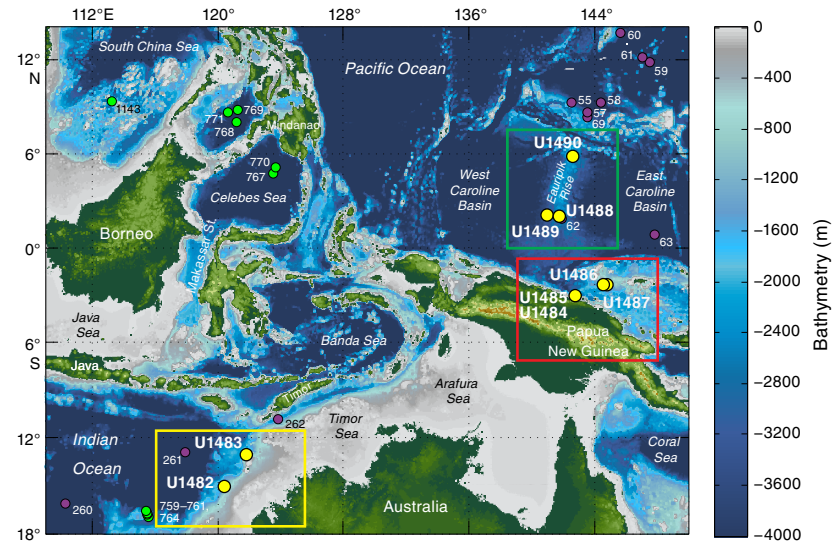 112°E
120°
128°
136°
144°
12°
N
6°
0°
6°
S
12°
18°
South China Sea
Pacific Ocean
60
61
59
1143
769
771
768
Mindanao
55
58
57
69
U1490
770
767
Celebes Sea
West
Caroline
Basin
Eauripik
Rise
East
Caroline
Basin
U1488
62
U1489
63
Borneo
Makassar St.
U1486
U1485
U1484
U1487
Java
Sea
Banda Sea
Papua
New Guinea
Java
Timor
Arafura
Sea
262
Timor
Sea
Indian
Ocean
U1483
261
U1482
Coral
Sea
260
759–761,
764
Australia
0
−400
−800
−1200
−1600
−2000
−2400
−2800
−3200
−3600
−4000
Bathymetry (m)